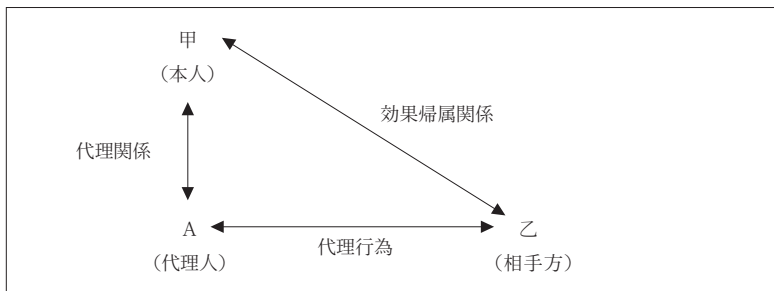 甲
（本人）
効果帰属関係
代理関係
A
乙
代理行為
（代理人）
（相手方）